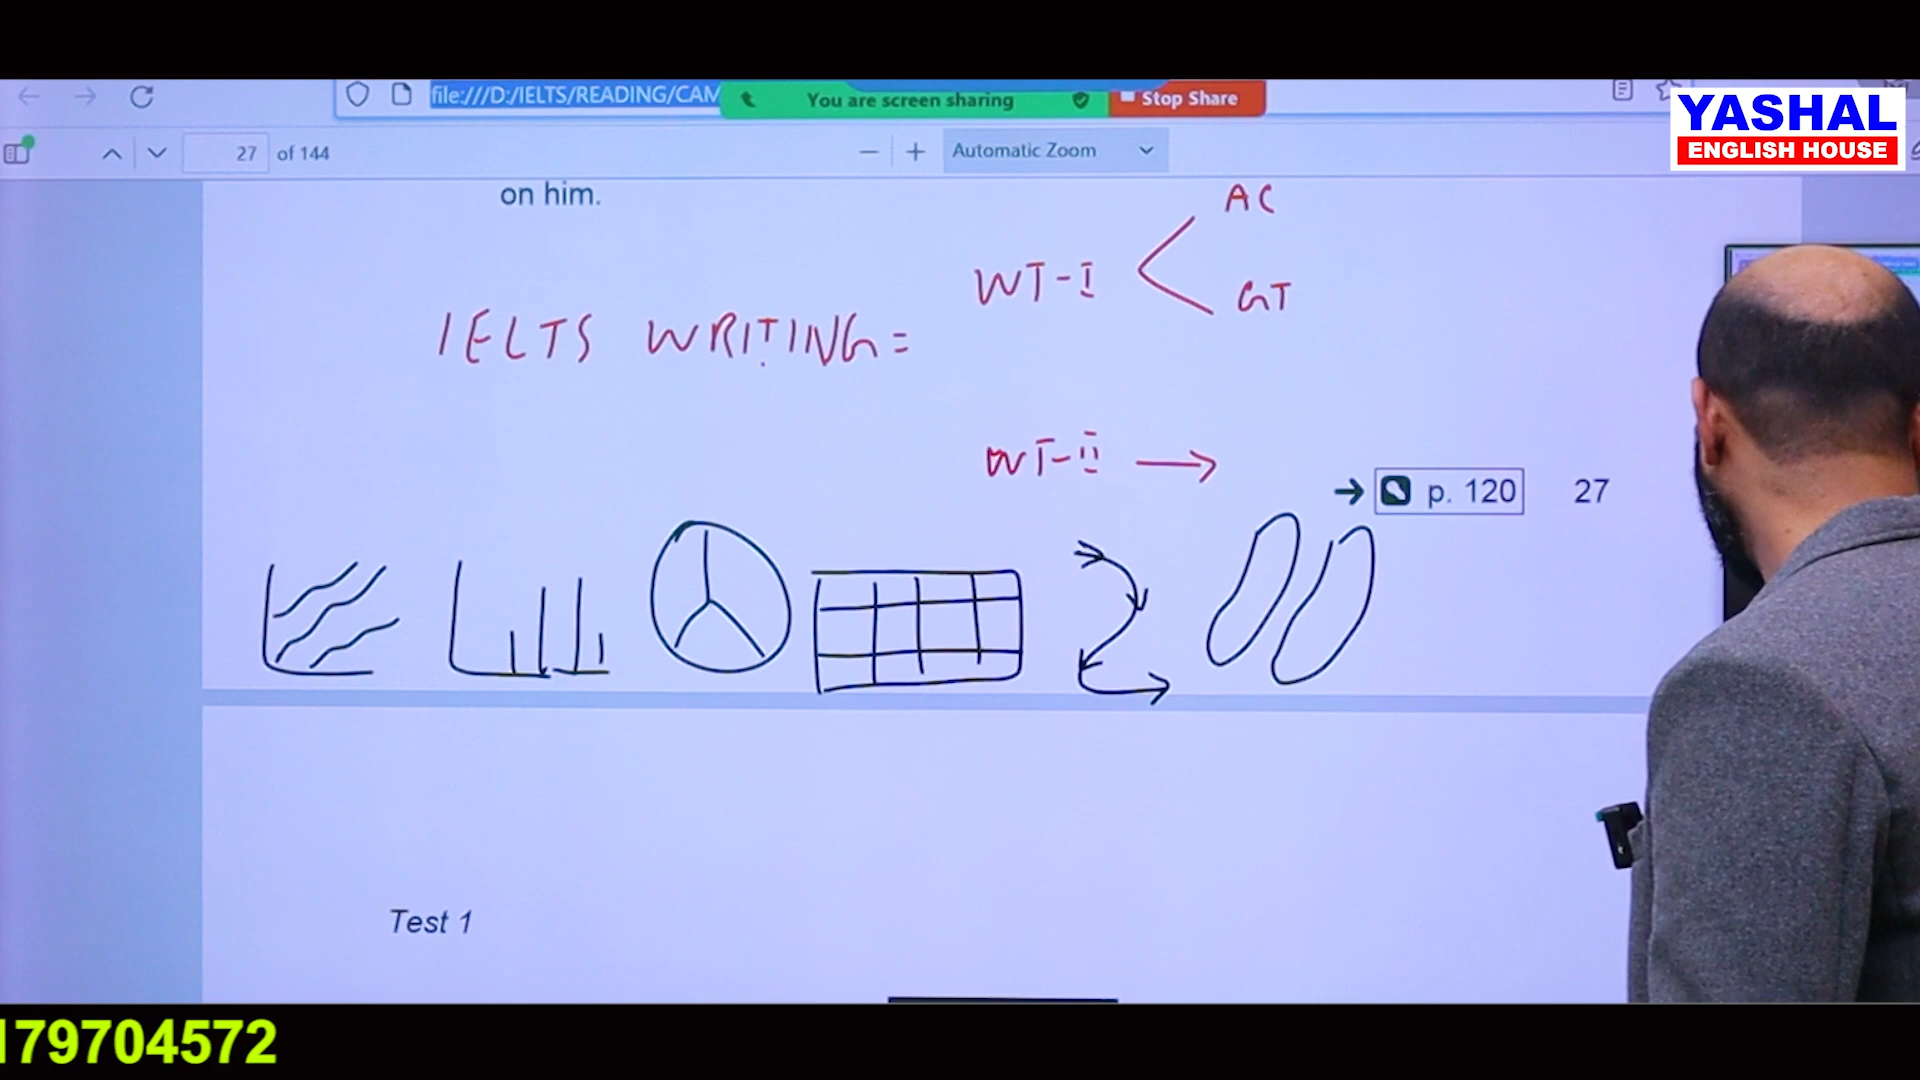 file:///D:/IELTS/READING/CAM
You are screen sharing
Stop Share
YASHAL
ENGLISH HOUSE
27 of 144
Automatic Zoom
on him.
AC
WT-I
GT
IELTS WRITING =
WT-II →
→ p. 120 27
Test 1
179704572